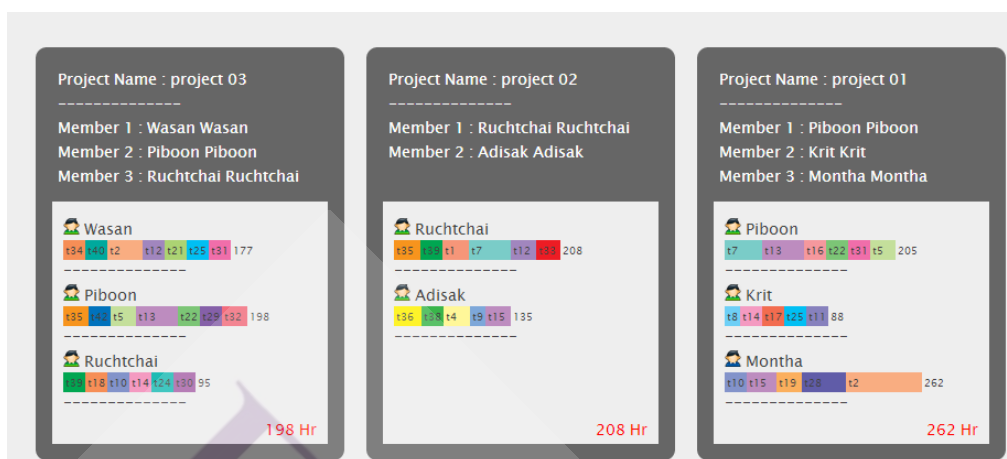 Project Name : project 03
--------------
Member 1 : Wasan Wasan
Member 2 : Piboon Piboon
Member 3 : Ruchtchai Ruchtchai
Wasan
t34 t40 t2 t12 t21 t25 t31 177
--------------
Piboon
t35 t42 t5 t13 t22 t29 t32 198
--------------
Ruchtchai
t39 t18 t10 t14 t24 t30 95
--------------
198 Hr
Project Name : project 02
--------------
Member 1 : Ruchtchai Ruchtchai
Member 2 : Adisak Adisak
Ruchtchai
t35 t39 t1 t7 t12 t33 208
--------------
Adisak
t36 t38 t4 t9 t15 135
--------------
208 Hr
Project Name : project 01
--------------
Member 1 : Piboon Piboon
Member 2 : Krit Krit
Member 3 : Montha Montha
Piboon
t7 t13 t16 t22 t31 t5 205
--------------
Krit
t8 t14 t17 t25 t11 88
--------------
Montha
t10 t15 t19 t28 t2 262
--------------
262 Hr